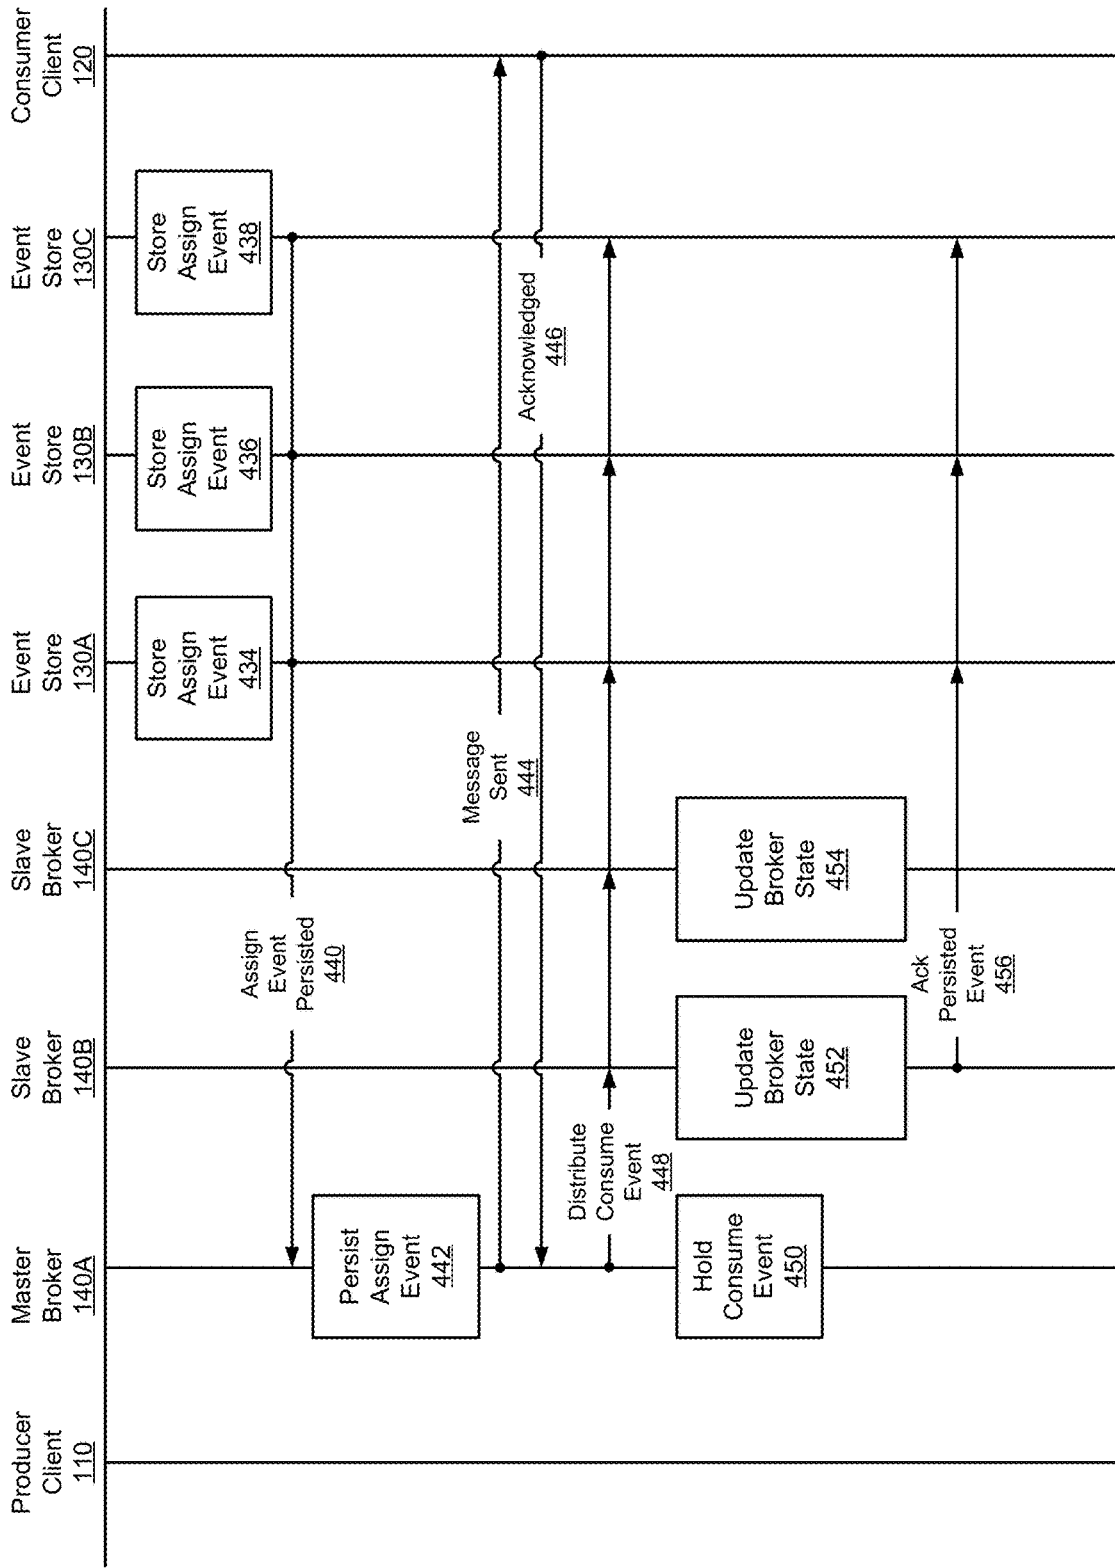 Producer
Client
110
Master
Broker
140A
Slave
Broker
140B
Slave
Broker
140C
Event
Store
130A
Event
Store
130B
Event
Store
130C
Consumer
Client
120
Store
Assign
Event
434
Store
Assign
Event
436
Store
Assign
Event
438
Assign
Event
Persisted
440
Persist
Assign
Event
442
Message
Sent
444
Acknowledged
446
Distribute
Consume
Event
448
Hold
Consume
Event
450
Update
Broker
State
452
Update
Broker
State
454
Ack
Persisted
Event
456